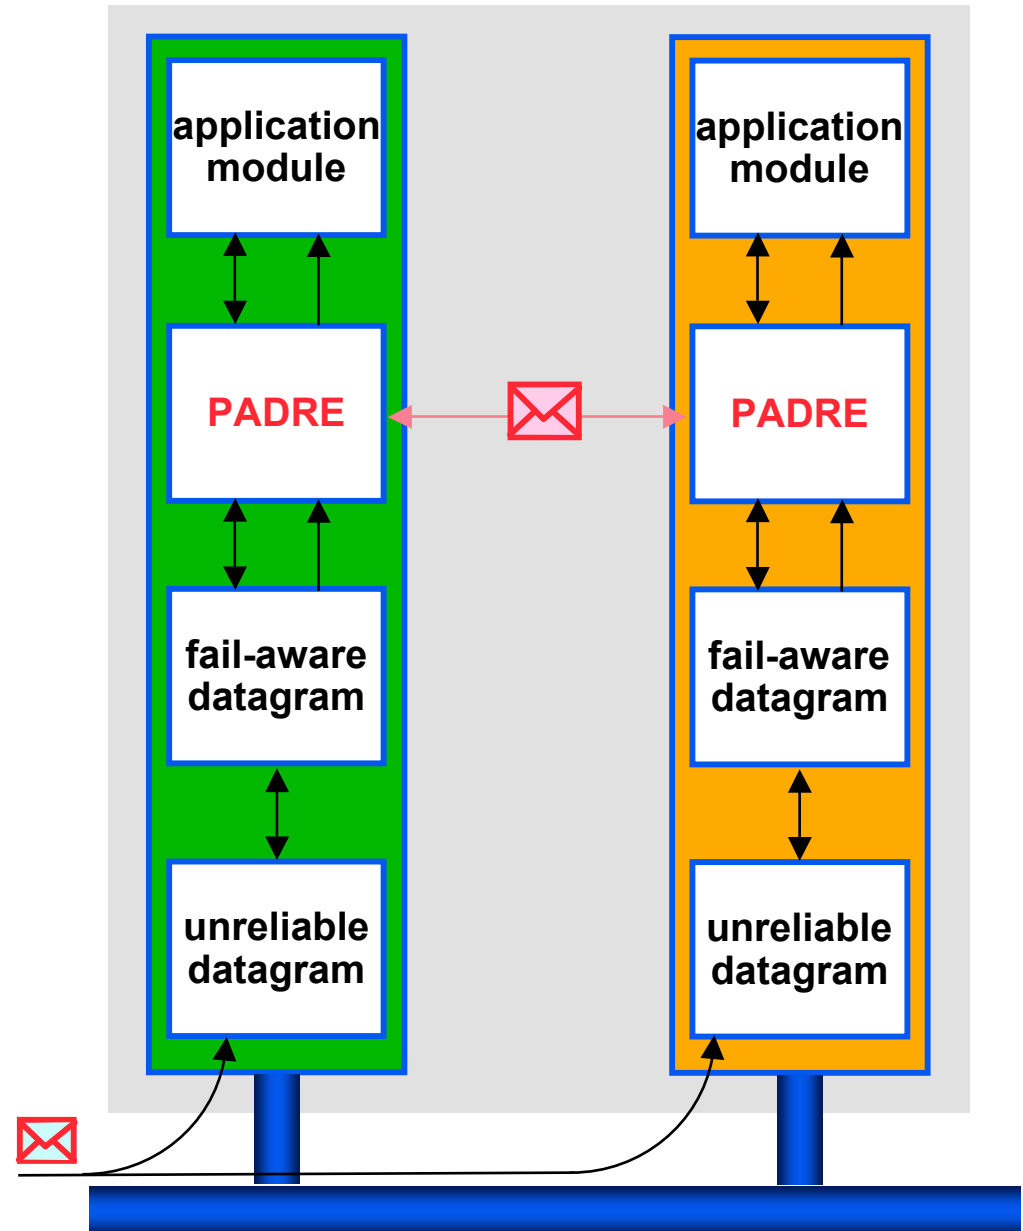 application
module
PADRE
fail-aware
datagram
unreliable
datagram
application
module
PADRE
fail-aware
datagram
unreliable
datagram